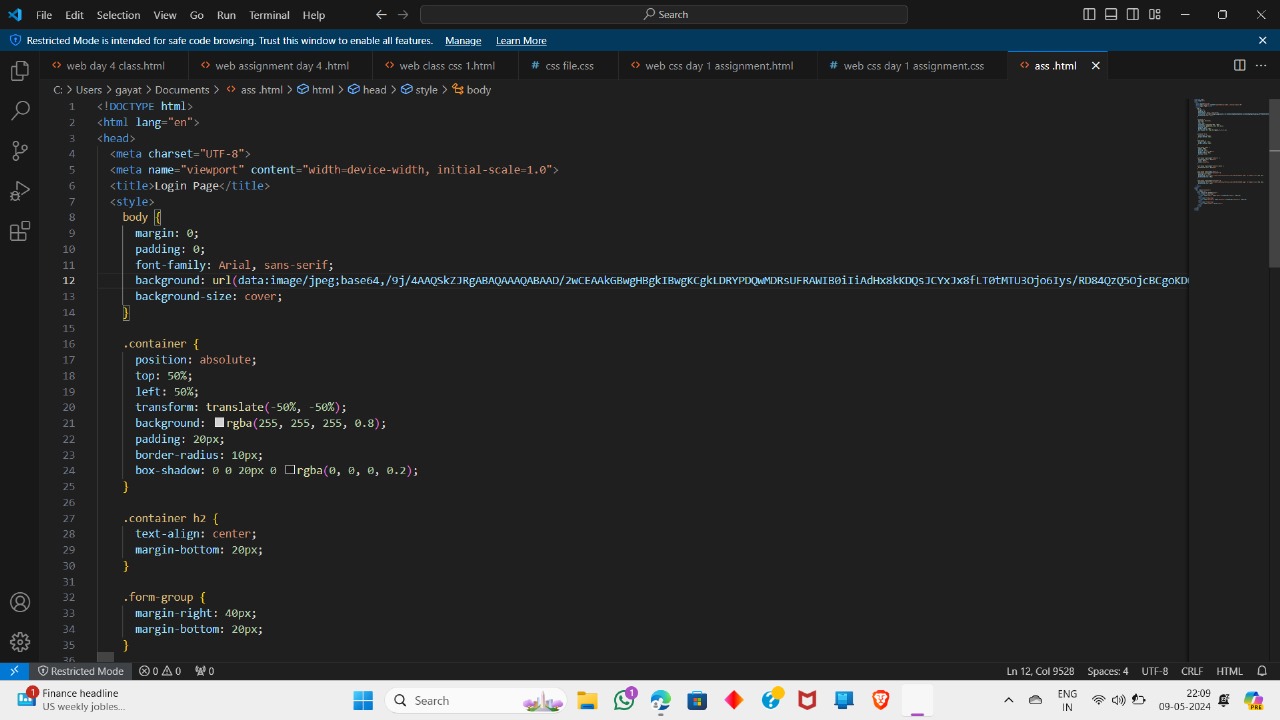 File Edit Selection View Go Run Terminal Help Search
Restricted Mode is intended for safe code browsing. Trust this window to enable all features. Manage Learn More
web day 4 class.html web assignment day 4 .html web class css 1.html css file.css web css day 1 assignment.html web css day 1 assignment.css ass .html
C: > Users > gayat > Documents > ass .html > html > head > style > body
1 <!DOCTYPE html>
2 <html lang="en">
3 <head>
4 <meta charset="UTF-8">
5 <meta name="viewport" content="width=device-width, initial-scale=1.0">
6 <title>Login Page</title>
7 <style>
8 body {
9 margin: 0;
10 padding: 0;
11 font-family: Arial, sans-serif;
12 background: url(data:image/jpeg;base64,/9j/4AAQSkZJRgABAQAAAQABAAD/2wCEAAkGBwgHBgkIBwgKCgkLDRYPDQwMDRsUFRAWIB0iIiAdHx8kKDQsJCYxJx8fLT0tMTU3Ojo6Iys/RD84QzQ5OjcBCgoKD
13 background-size: cover;
14 }
15
16 .container {
17 position: absolute;
18 top: 50%;
19 left: 50%;
20 transform: translate(-50%, -50%);
21 background: rgba(255, 255, 255, 0.8);
22 padding: 20px;
23 border-radius: 10px;
24 box-shadow: 0 0 20px 0 rgba(0, 0, 0, 0.2);
25 }
26
27 .container h2 {
28 text-align: center;
29 margin-bottom: 20px;
30 }
31
32 .form-group {
33 margin-right: 40px;
34 margin-bottom: 20px;
35 }
36
Restricted Mode 0 0 0 Ln 12, Col 9528 Spaces: 4 UTF-8 CRLF HTML
1 Finance headline Search 1 ENG 22:09
US weekly jobles... IN 09-05-2024 PRE